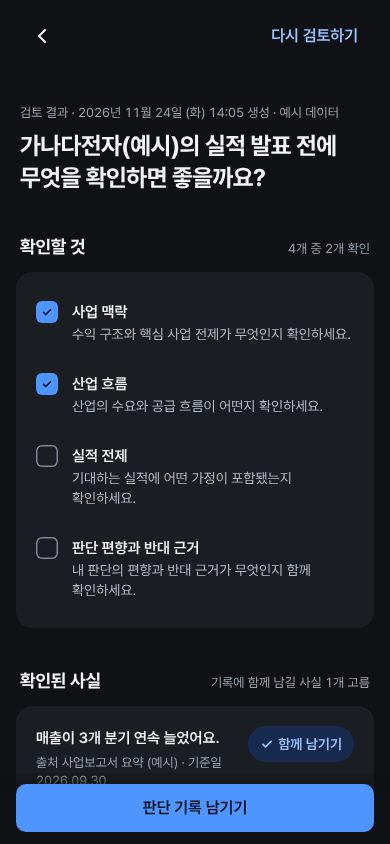 다시 검토하기
검토 결과 · 2026년 11월 24일 (화) 14:05 생성 · 예시 데이터
가나다전자(예시)의 실적 발표 전에
무엇을 확인하면 좋을까요?
확인할 것
4개 중 2개 확인
사업 맥락
수익 구조와 핵심 사업 전제가 무엇인지 확인하세요.
산업 흐름
산업의 수요와 공급 흐름이 어떤지 확인하세요.
실적 전제
기대하는 실적에 어떤 가정이 포함됐는지
확인하세요.
판단 편향과 반대 근거
내 판단의 편향과 반대 근거가 무엇인지 함께
확인하세요.
확인된 사실
기록에 함께 남길 사실 1개 고름
매출이 3개 분기 연속 늘었어요.
함께 남기기
출처 사업보고서 요약 (예시) · 기준일
2026.09.30
판단 기록 남기기